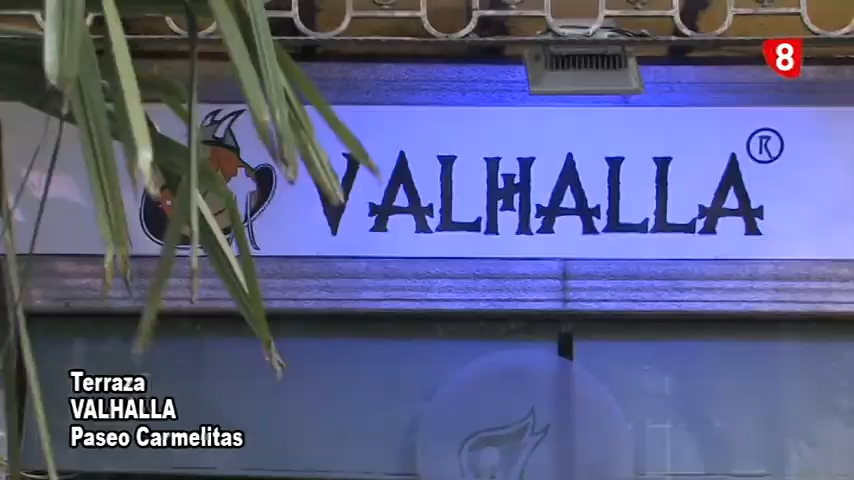 8
VALHALLA ®
Terraza
VALHALLA
Paseo Carmelitas